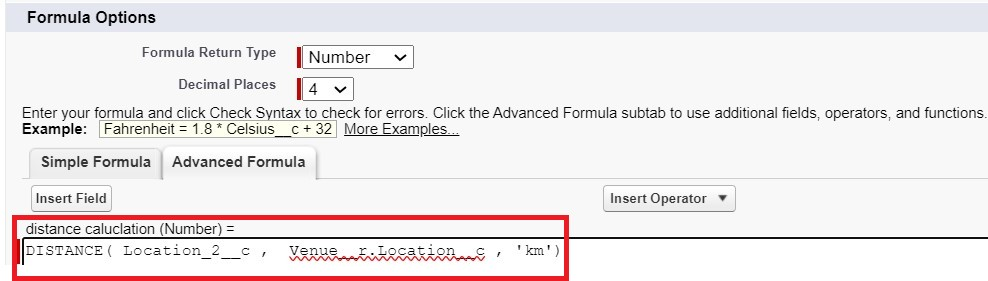 Formula Options
Formula Return Type Number
Decimal Places 4
Enter your formula and click Check Syntax to check for errors. Click the Advanced Formula subtab to use additional fields, operators, and functions.
Example: Fahrenheit = 1.8 * Celsius__c + 32 More Examples...
Simple Formula Advanced Formula
Insert Field Insert Operator
distance caluclation (Number) =
DISTANCE( Location_2__c , Venue__r.Location__c , 'km')